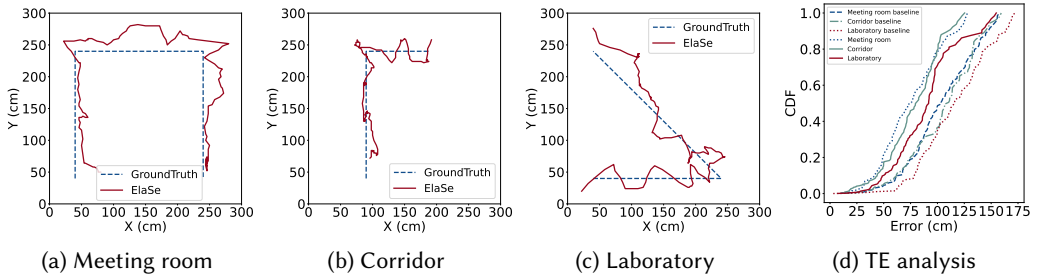 300
250
200
150
100
50
0
Y (cm)
0 50 100 150 200 250 300
X (cm)
GroundTruth
ElaSe
(a) Meeting room
300
250
200
150
100
50
0
Y (cm)
0 50 100 150 200 250 300
X (cm)
GroundTruth
ElaSe
(b) Corridor
300
250
200
150
100
50
0
Y (cm)
0 50 100 150 200 250 300
X (cm)
GroundTruth
ElaSe
(c) Laboratory
1.0
0.8
0.6
0.4
0.2
0.0
CDF
Meeting room baseline
Corridor baseline
Laboratory baseline
Meeting room
Corridor
Laboratory
0 25 50 75 100 125 150 175
Error (cm)
(d) TE analysis